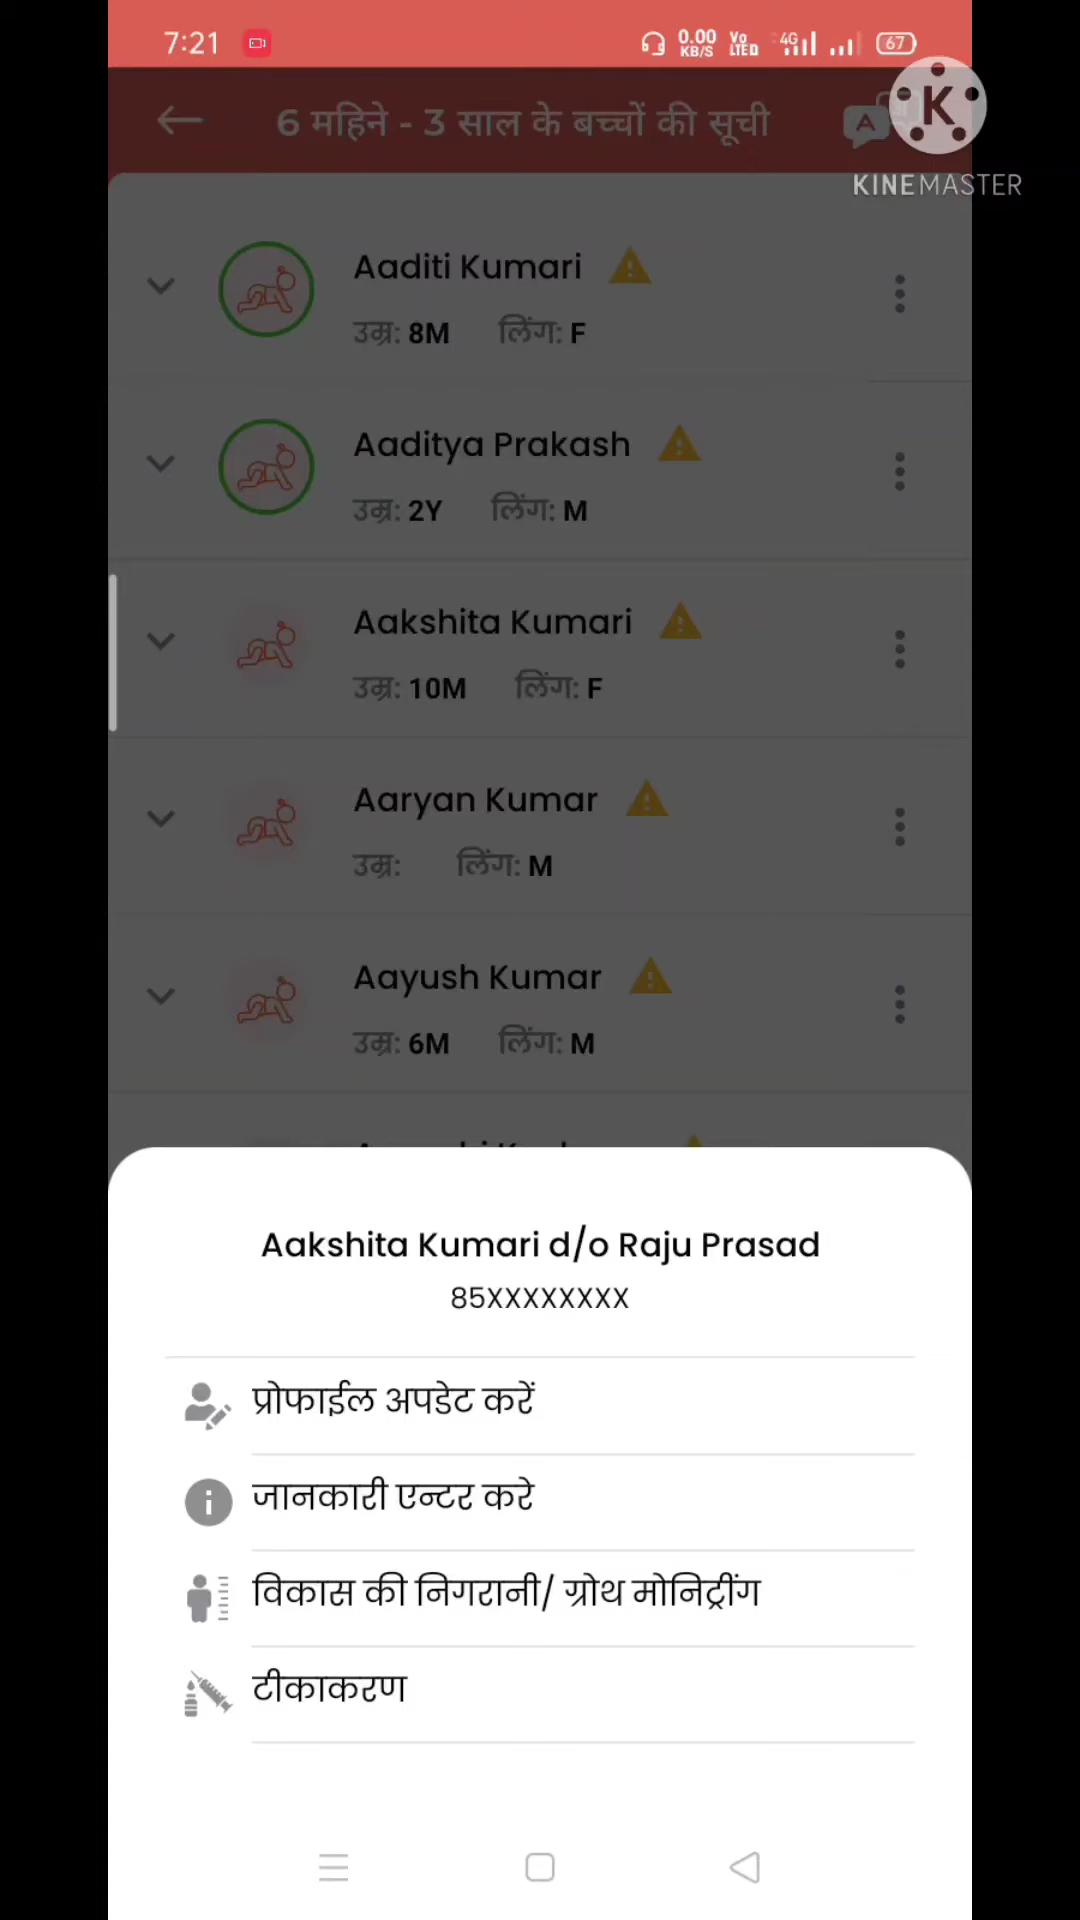 7:21 0.00 KB/S Vo LTE 4G 67
6 महिने - 3 साल के बच्चों की सूची A
K
KINEMASTER
Aaditi Kumari
उम्र: 8M लिंग: F
Aaditya Prakash
उम्र: 2Y लिंग: M
Aakshita Kumari
उम्र: 10M लिंग: F
Aaryan Kumar
उम्र: लिंग: M
Aayush Kumar
उम्र: 6M लिंग: M
Aakshita Kumari d/o Raju Prasad
85XXXXXXXX
प्रोफाईल अपडेट करें
जानकारी एन्टर करे
विकास की निगरानी/ ग्रोथ मोनिट्रींग
टीकाकरण